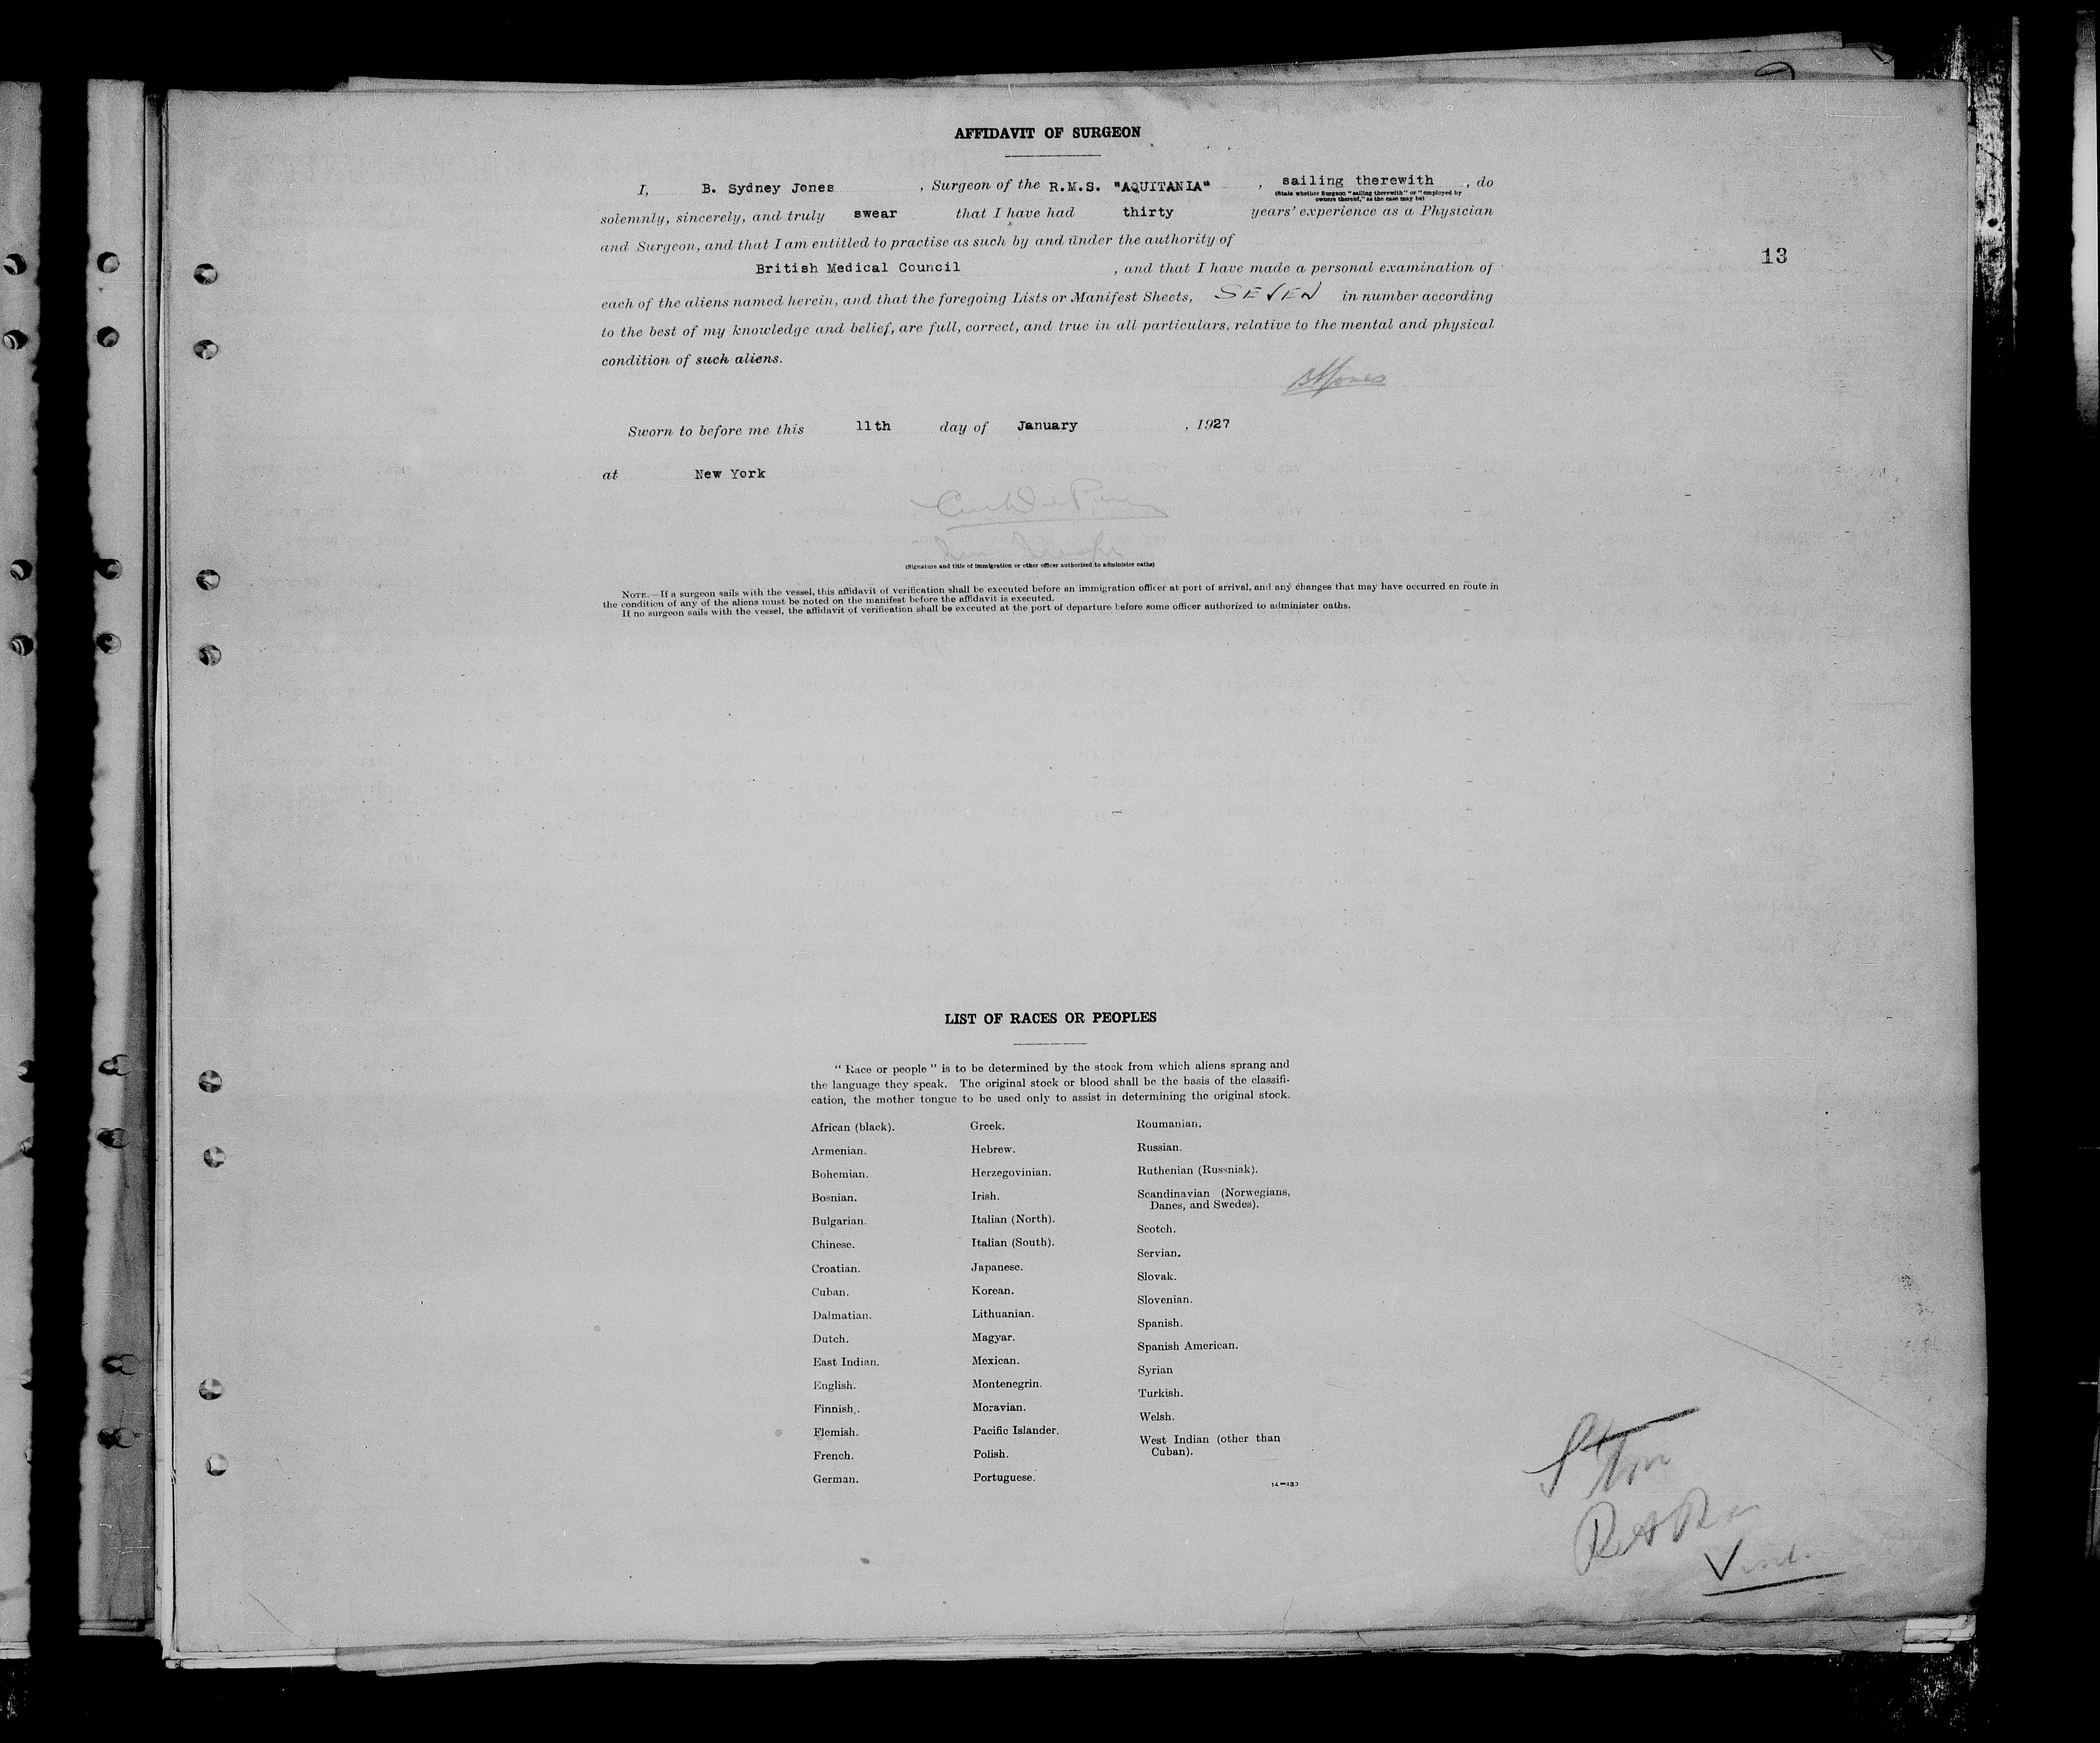 AFFIDAVIT OF SURGEON
I, B. Sydney Jones , Surgeon of the R.M.S. "AQUITANIA" , sailing therewith , do
(State whether Surgeon "sailing therewith" or "employed by
owners thereof," as the case may be)
solemnly, sincerely, and truly swear that I have had thirty years' experience as a Physician
and Surgeon, and that I am entitled to practise as such by and under the authority of
13
British Medical Council , and that I have made a personal examination of
each of the aliens named herein, and that the foregoing Lists or Manifest Sheets, SEVEN in number according
to the best of my knowledge and belief, are full, correct, and true in all particulars, relative to the mental and physical
condition of such aliens.
Jones
Sworn to before me this 11th day of January , 1927
at New York
(Signature and title of immigration or other officer authorized to administer oaths)
NOTE.—If a surgeon sails with the vessel, this affidavit of verification shall be executed before an immigration officer at port of arrival, and any changes that may have occurred en route in
the condition of any of the aliens must be noted on the manifest before the affidavit is executed.
If no surgeon sails with the vessel, the affidavit of verification shall be executed at the port of departure before some officer authorized to administer oaths.
LIST OF RACES OR PEOPLES
"Race or people" is to be determined by the stock from which aliens sprang and
the language they speak. The original stock or blood shall be the basis of the classifi-
cation, the mother tongue to be used only to assist in determining the original stock.
African (black).
Armenian.
Bohemian.
Bosnian.
Bulgarian.
Chinese.
Croatian.
Cuban.
Dalmatian.
Dutch.
East Indian.
English.
Finnish.
Flemish.
French.
German.
Greek.
Hebrew.
Herzegovinian.
Irish.
Italian (North).
Italian (South).
Japanese.
Korean.
Lithuanian.
Magyar.
Mexican.
Montenegrin.
Moravian.
Pacific Islander.
Polish.
Portuguese.
Roumanian.
Russian.
Ruthenian (Russniak).
Scandinavian (Norwegians,
Danes, and Swedes).
Scotch.
Servian.
Slovak.
Slovenian.
Spanish.
Spanish American.
Syrian
Turkish.
Welsh.
West Indian (other than
Cuban).